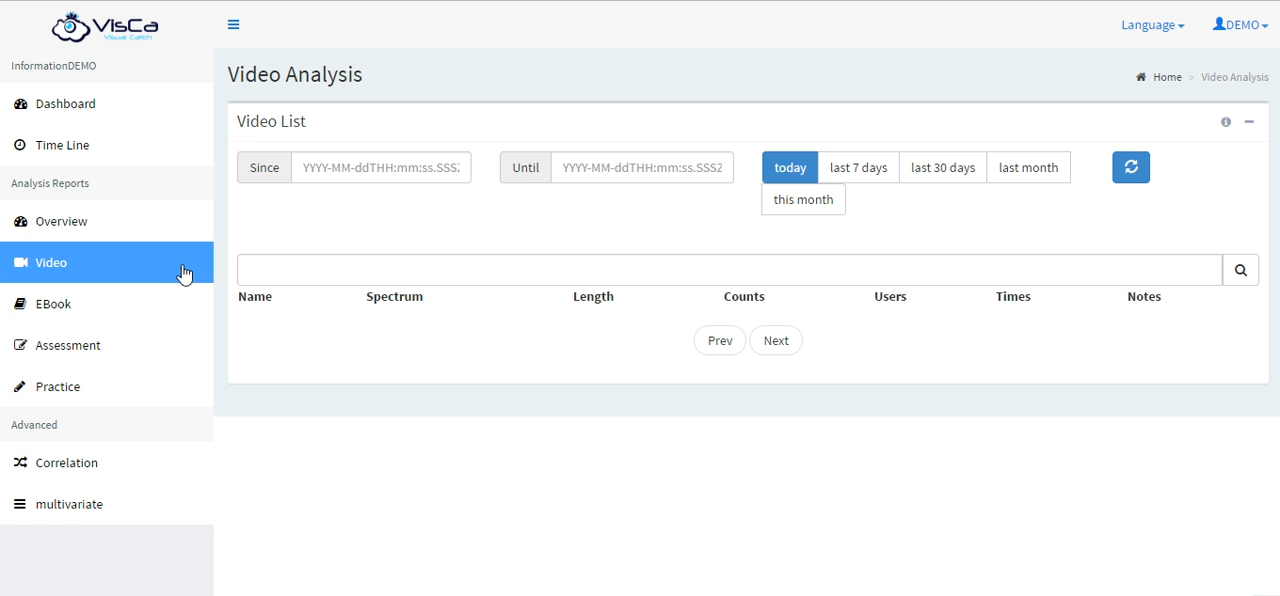 VisCa
Visual Catch
Language
DEMO
InformationDEMO
Dashboard
Time Line
Analysis Reports
Overview
Video
EBook
Assessment
Practice
Advanced
Correlation
multivariate
Video Analysis
Home > Video Analysis
Video List
Since YYYY-MM-ddTHH:mm:ss.SSSZ
Until YYYY-MM-ddTHH:mm:ss.SSSZ
today last 7 days last 30 days last month
this month
Name Spectrum Length Counts Users Times Notes
Prev Next